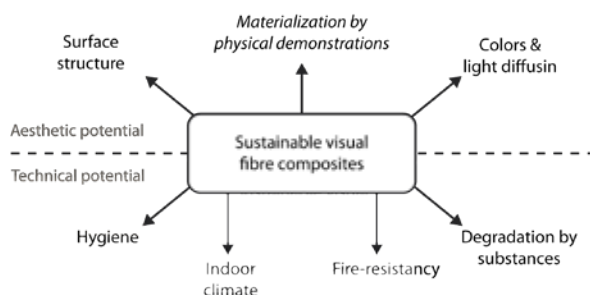 Materialization by
physical demonstrations
Surface
structure
Colors &
light diffusin
Aesthetic potential
Sustainable visual
fibre composites
Technical potential
Hygiene
Indoor
climate
Fire-resistancy
Degradation by
substances